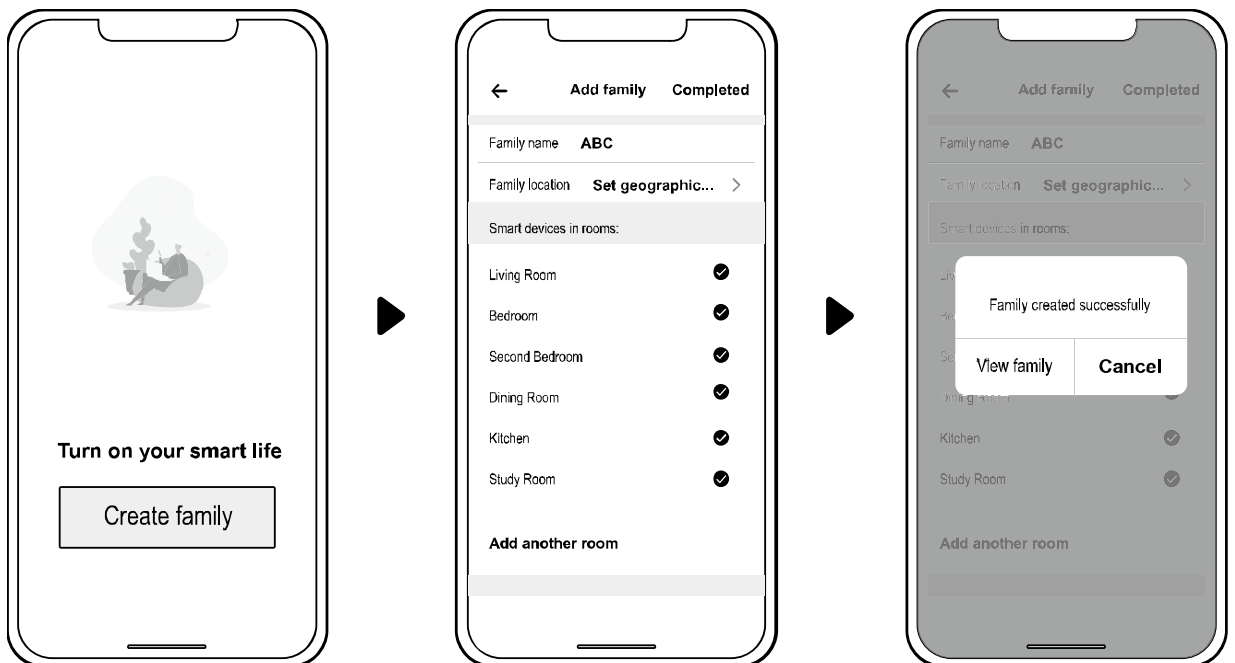 Turn on your smart life
Create family
Add family Completed
Family name ABC
Family location Set geographic...
Smart devices in rooms:
Living Room
Bedroom
Second Bedroom
Dining Room
Kitchen
Study Room
Add another room
Add family Completed
Family name ABC
Family location Set geographic...
Smart devices in rooms:
Family created successfully
View family Cancel
Kitchen
Study Room
Add another room